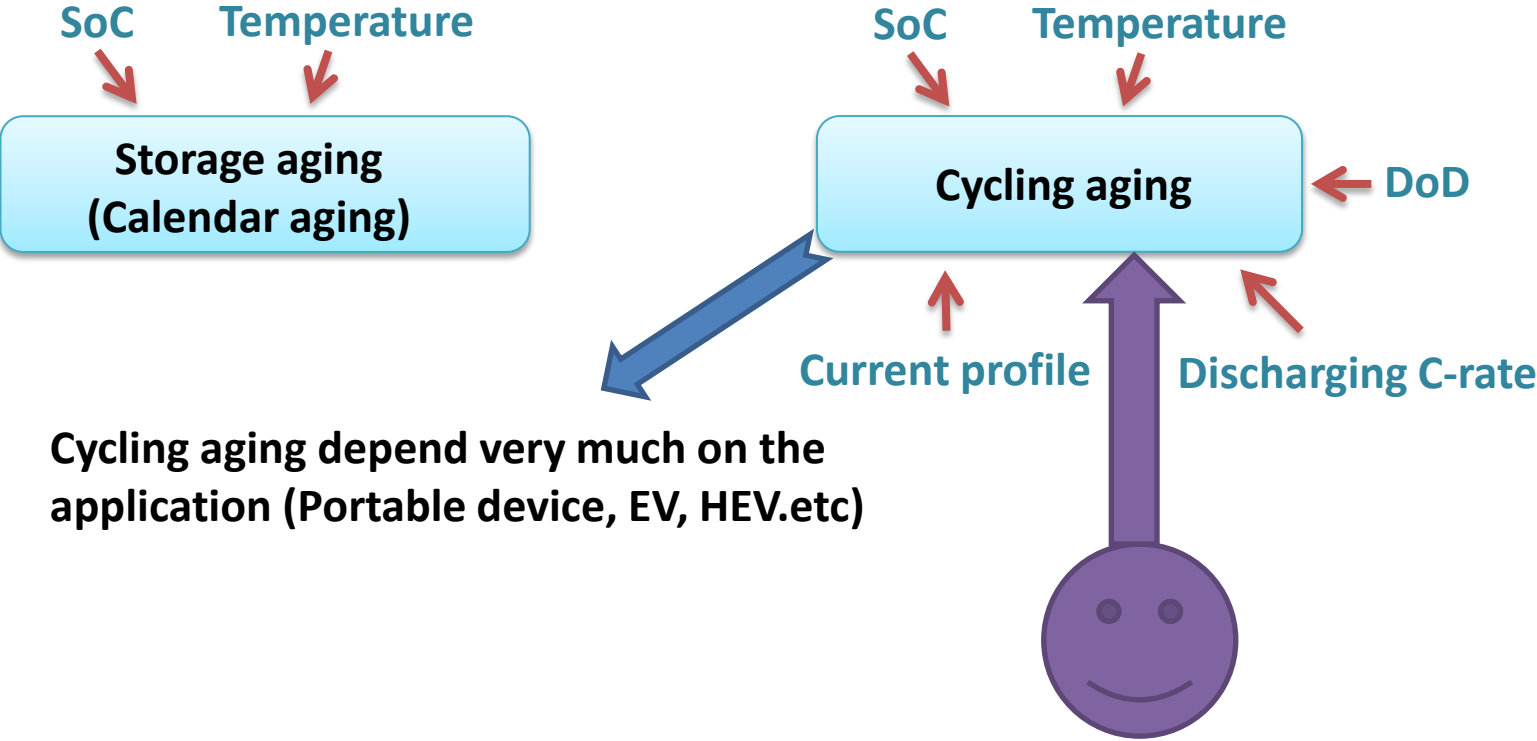 SoC
Temperature
Storage aging
(Calendar aging)
SoC
Temperature
Cycling aging
DoD
Current profile
Discharging C-rate
Cycling aging depend very much on the
application (Portable device, EV, HEV.etc)